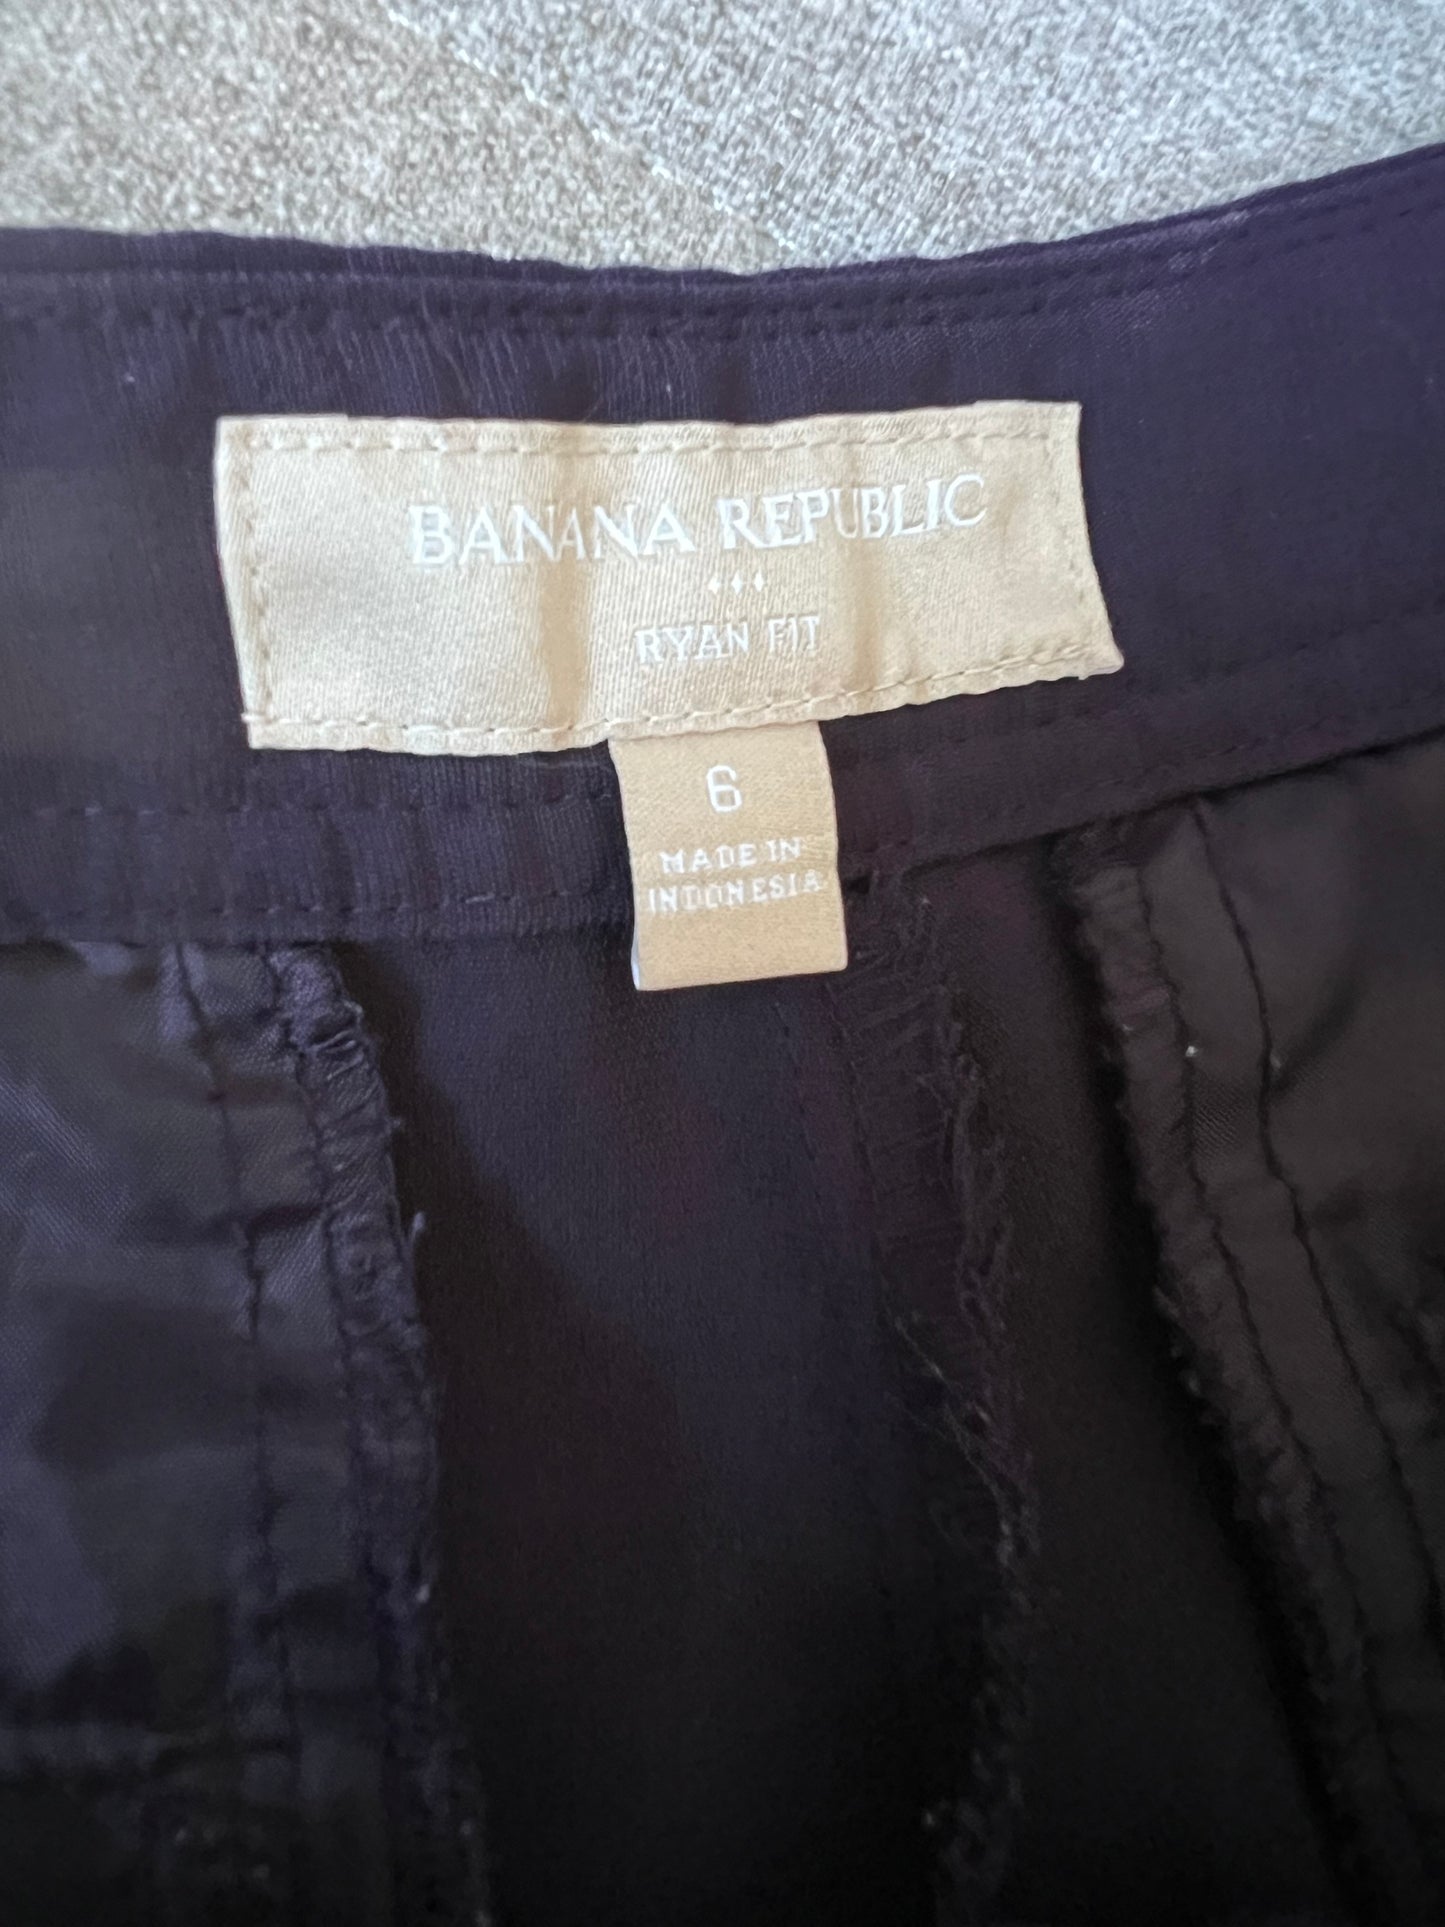 BANANA REPUBLIC
RYAN FIT
6
MADE IN
INDONESIA